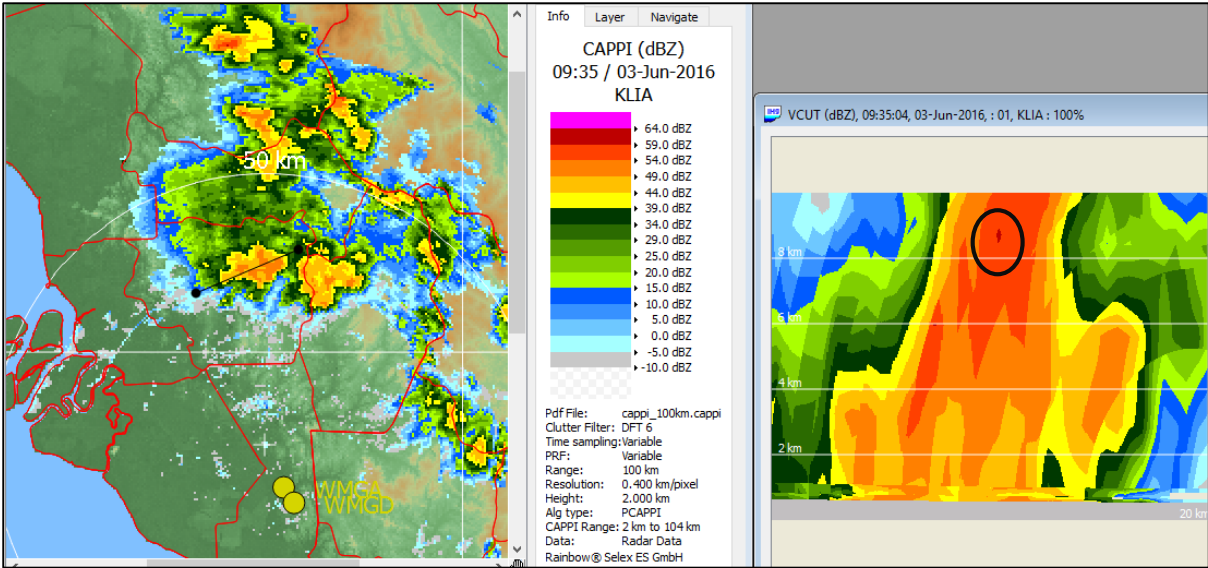 50 km
WMGA
WMGD
Info
Layer
Navigate
CAPPI (dBZ)
09:35 / 03-Jun-2016
KLIA
64.0 dBZ
59.0 dBZ
54.0 dBZ
49.0 dBZ
44.0 dBZ
39.0 dBZ
34.0 dBZ
29.0 dBZ
25.0 dBZ
20.0 dBZ
15.0 dBZ
10.0 dBZ
5.0 dBZ
0.0 dBZ
-5.0 dBZ
-10.0 dBZ
Pdf File: cappi_100km.cappi
Clutter Filter: DFT 6
Time sampling:Variable
PRF: Variable
Range: 100 km
Resolution: 0.400 km/pixel
Height: 2.000 km
Alg type: PCAPPI
CAPPI Range: 2 km to 104 km
Data: Radar Data
Rainbow® Selex ES GmbH
VCUT (dBZ), 09:35:04, 03-Jun-2016, : 01, KLIA : 100%
8 km
km
4 km
2 km
20 km